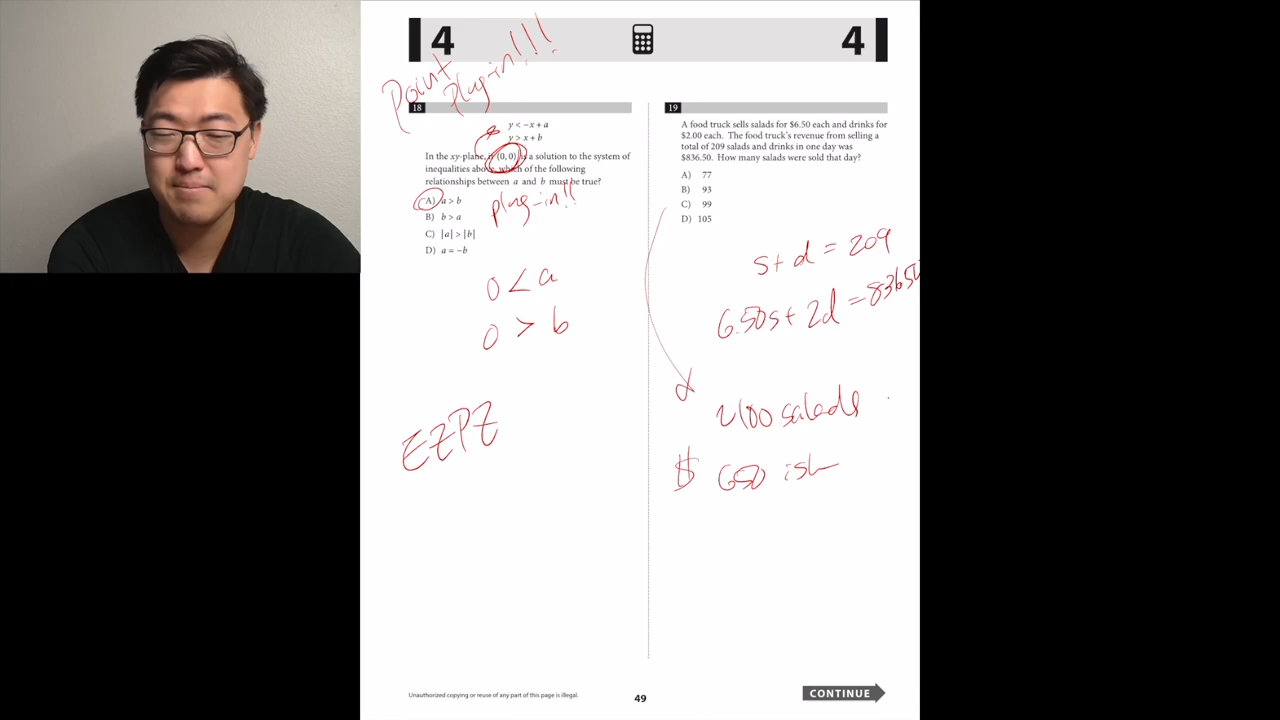 4
4
Point
plug-in!!!
18
y < −x + a
y > x + b
In the xy-plane, if (0, 0) is a solution to the system of
inequalities above, which of the following
relationships between a and b must be true?
A) a > b
B) b > a
C) |a| > |b|
D) a = −b
plug-in!!
0 < a
0 > b
EZPZ
19
A food truck sells salads for $6.50 each and drinks for
$2.00 each. The food truck's revenue from selling a
total of 209 salads and drinks in one day was
$836.50. How many salads were sold that day?
A) 77
B) 93
C) 99
D) 105
s + d = 209
6.50s + 2d = 836.50
100 salads
$ 650 ish
Unauthorized copying or reuse of any part of this page is illegal.
49
CONTINUE